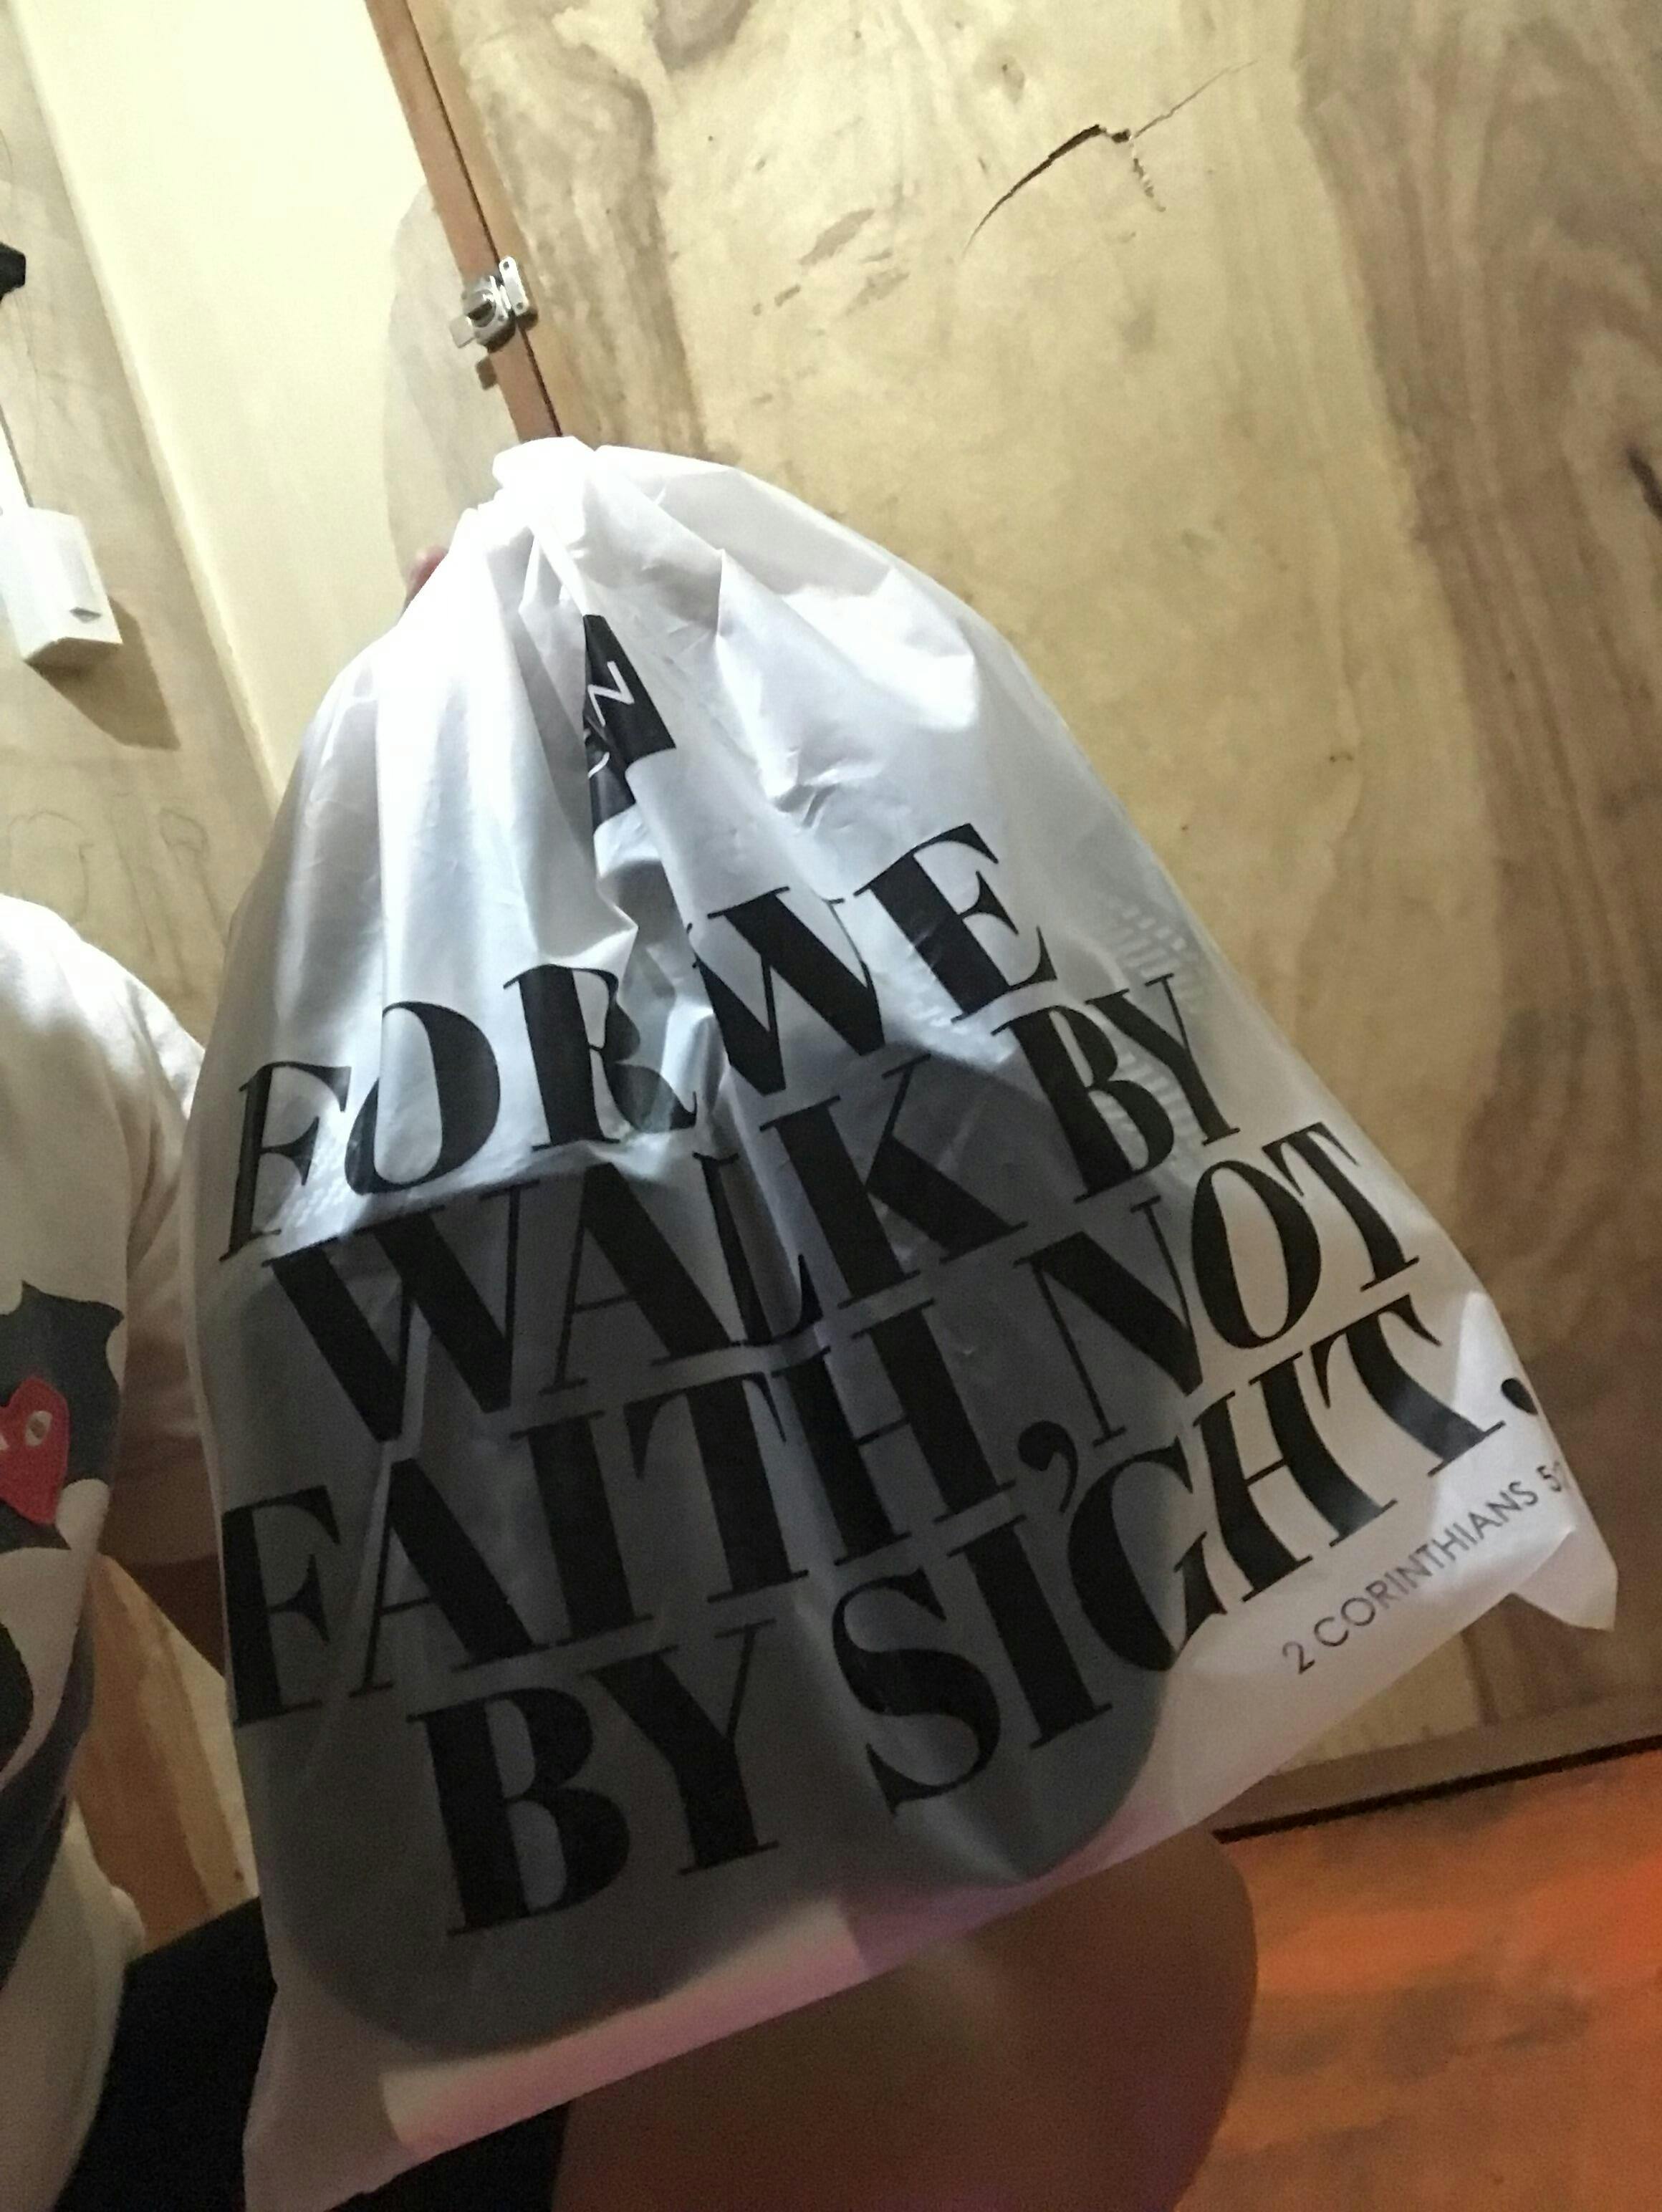 FOR WE
WALK BY
FAITH, NOT
BY SIGHT.
2 CORINTHIANS 5:7